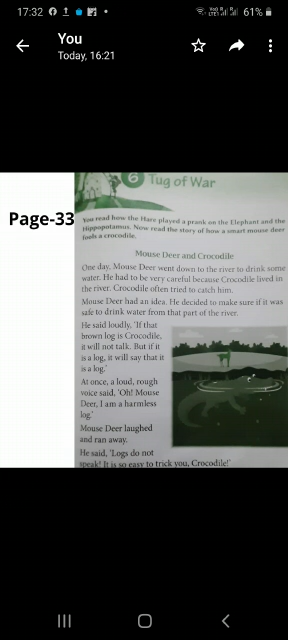 17:32
61%
You
Today, 16:21
6 Tug of War
Page-33
You read how the Hare played a prank on the Elephant and the
Hippopotamus. Now read the story of how a smart mouse deer
fools a crocodile.
Mouse Deer and Crocodile
One day, Mouse Deer went down to the river to drink some
water. He had to be very careful because Crocodile lived in
the river. Crocodile often tried to catch him.
Mouse Deer had an idea. He decided to make sure if it was
safe to drink water from that part of the river.
He said loudly, 'If that
brown log is Crocodile,
it will not talk. But if it
is a log, it will say that it
is a log.'
At once, a loud, rough
voice said, 'Oh! Mouse
Deer, I am a harmless
log.'
Mouse Deer laughed
and ran away.
He said, 'Logs do not
speak! It is so easy to trick you, Crocodile!'